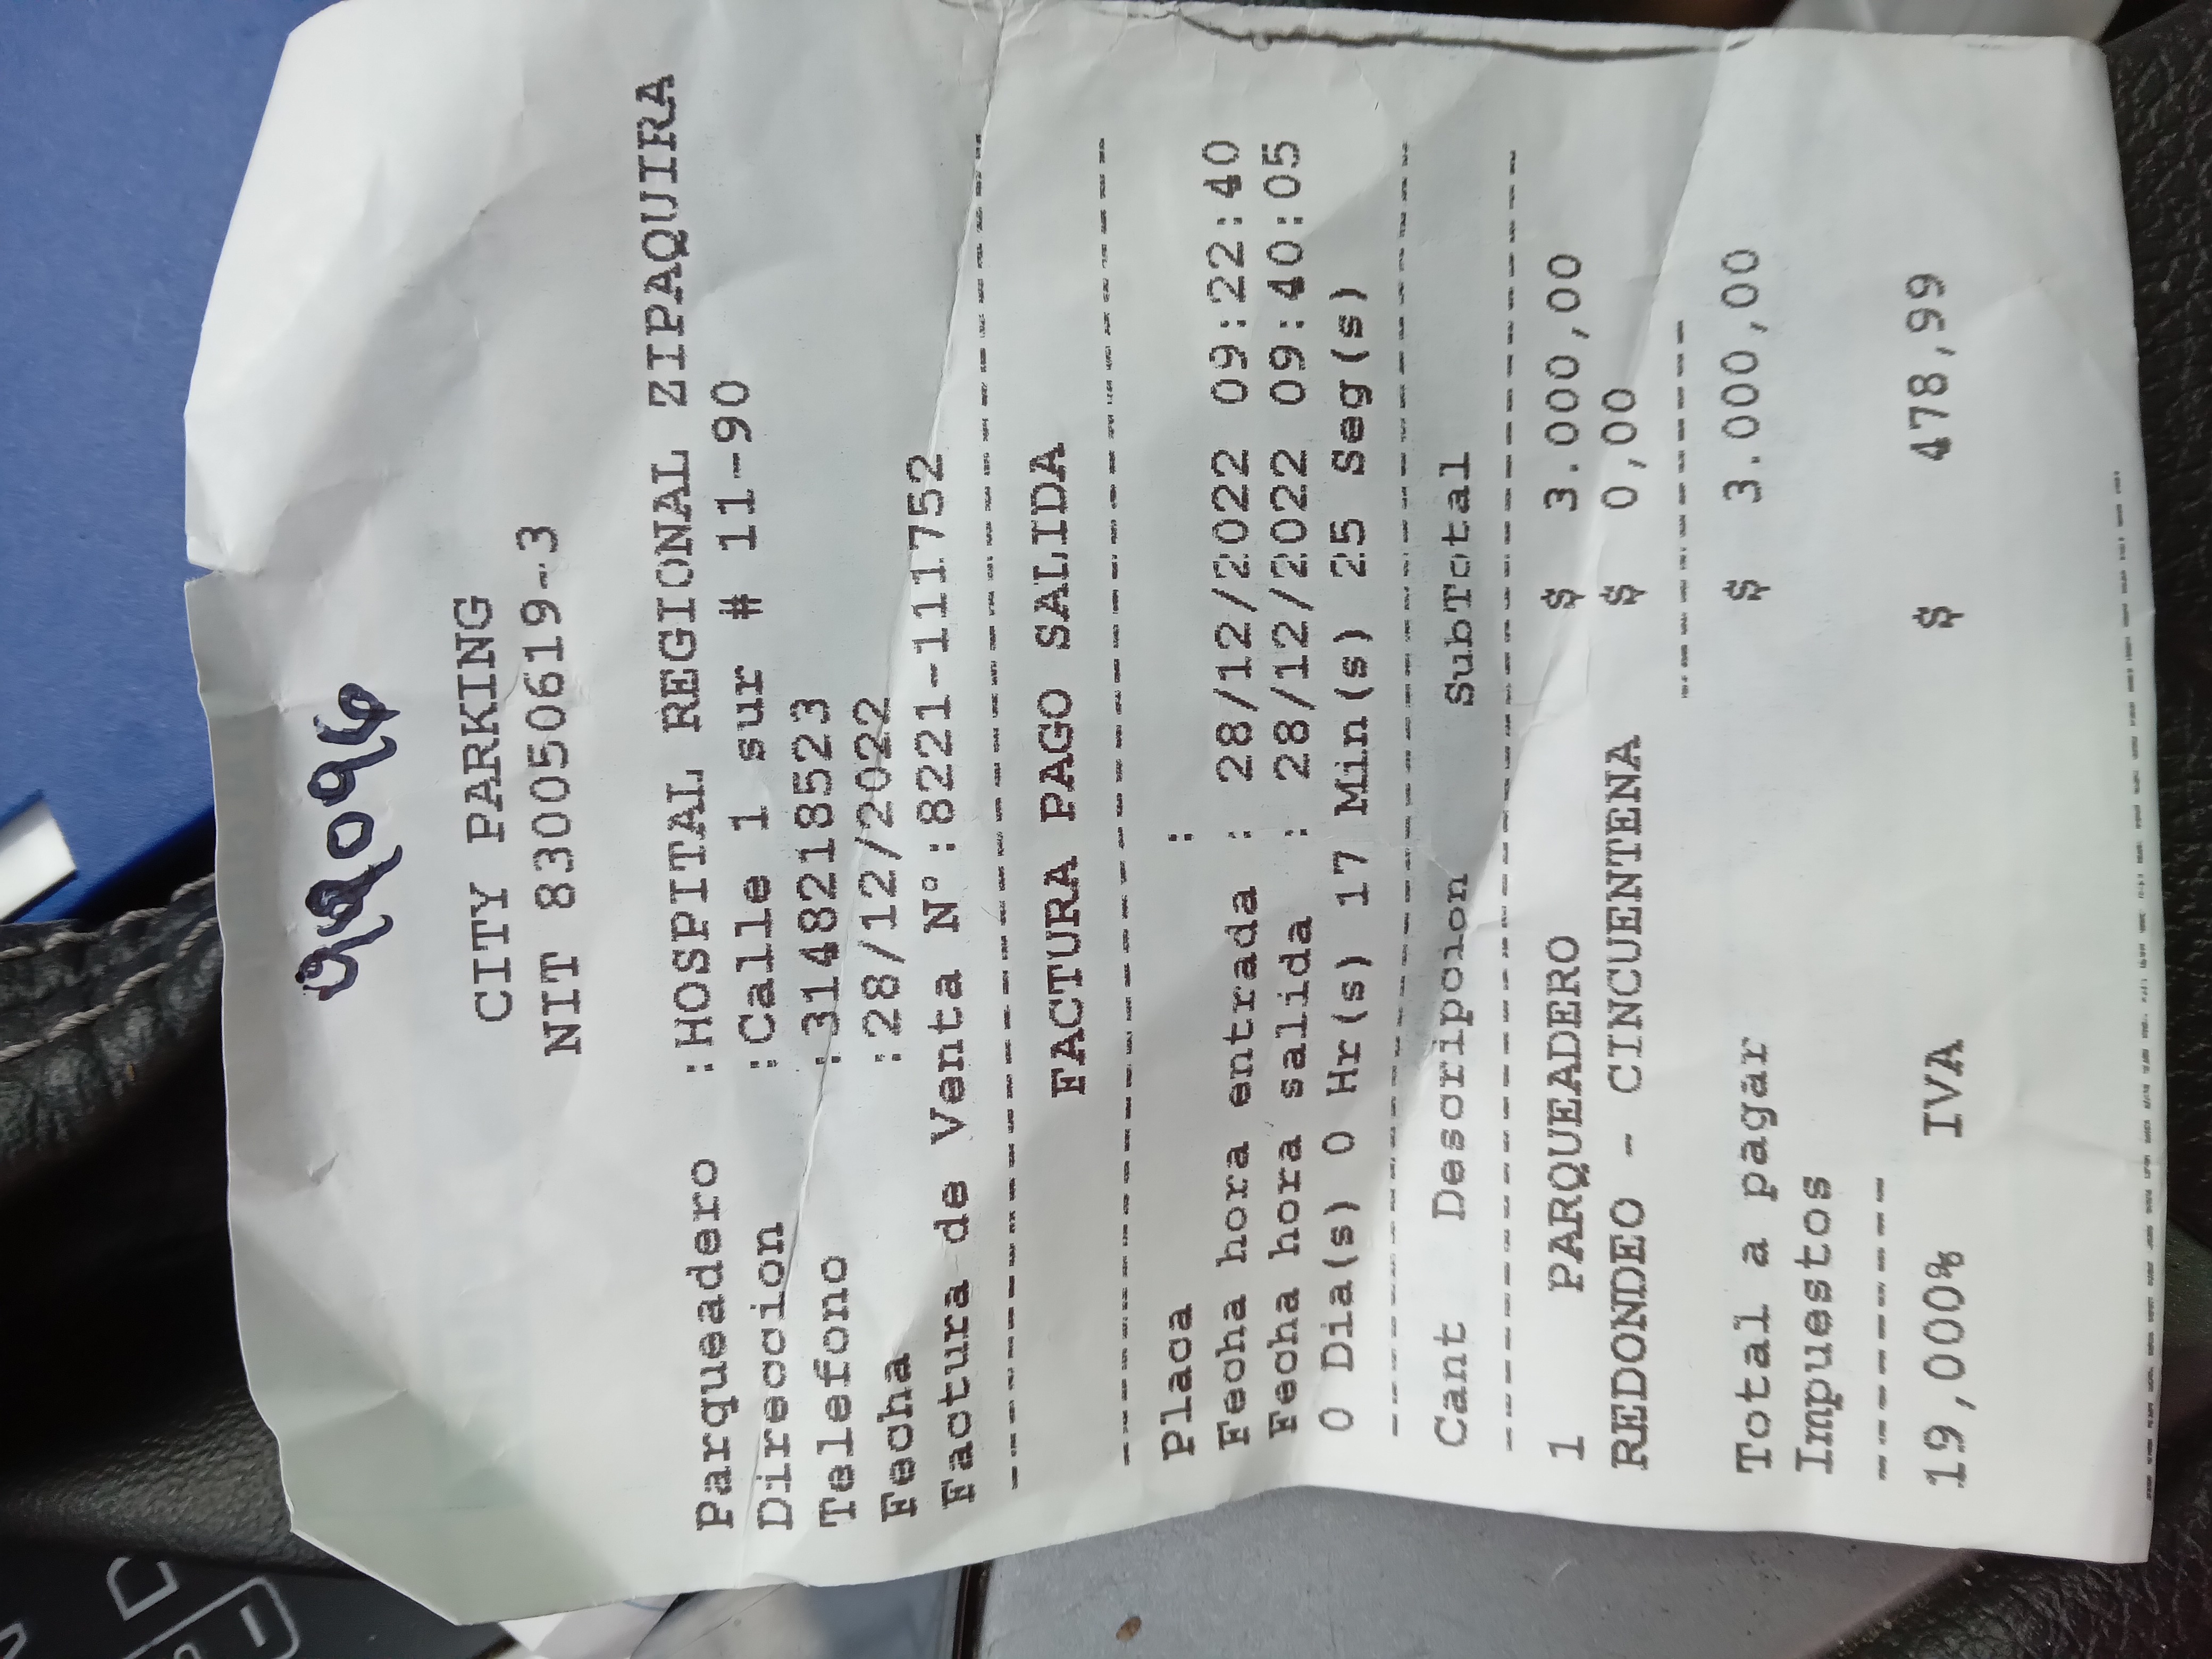 CITY PARKING
NIT 830050619-3
Parqueadero :HOSPITAL REGIONAL ZIPAQUIRA
Direccion :Calle 1 sur # 11-90
Telefono :3148218523
Fecha :28/12/2022
Factura de Venta N°:8221-111752
FACTURA PAGO SALIDA
Placa :
Fecha hora entrada : 28/12/2022 09:22:40
Fecha hora salida : 28/12/2022 09:40:05
0 Dia(s) 0 Hr(s) 17 Min(s) 25 Seg(s)
Cant Descripcion SubTotal
1 PARQUEADERO $ 3.000,00
REDONDEO - CINCUENTENA $ 0,00
Total a pagar $ 3.000,00
Impuestos
19,000% IVA $ 478,99